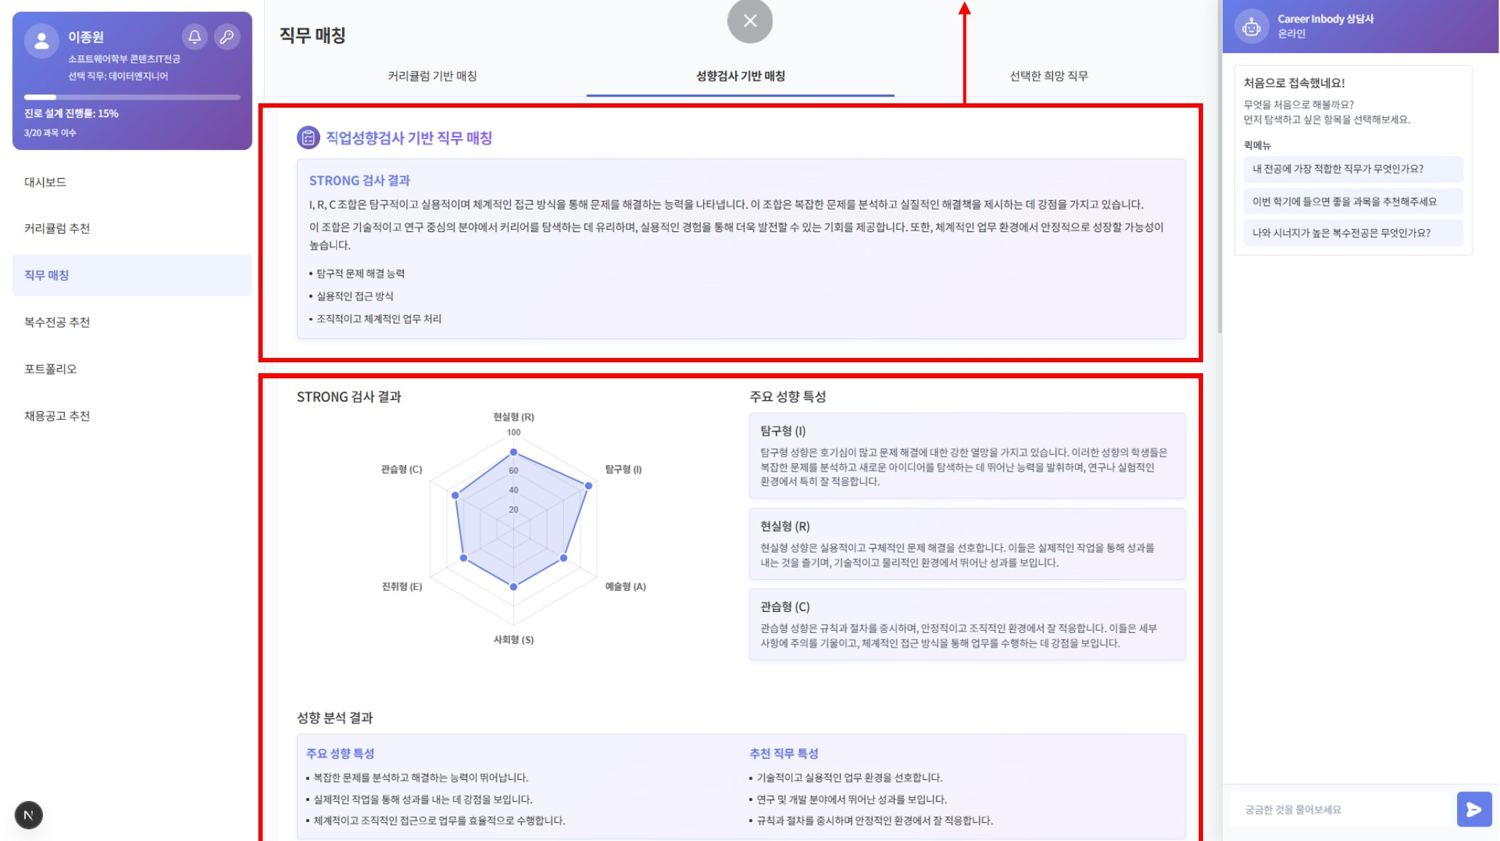 이종원
소프트웨어학부 콘텐츠IT전공
선택 직무: 데이터엔지니어
진로 설계 진행률: 15%
3/20 과목 이수
대시보드
커리큘럼 추천
직무 매칭
복수전공 추천
포트폴리오
채용공고 추천
N
직무 매칭
커리큘럼 기반 매칭
성향검사 기반 매칭
선택한 희망 직무
직업성향검사 기반 직무 매칭
STRONG 검사 결과
I, R, C 조합은 탐구적이고 실용적이며 체계적인 접근 방식을 통해 문제를 해결하는 능력을 나타냅니다. 이 조합은 복잡한 문제를 분석하고 실질적인 해결책을 제시하는 데 강점을 가지고 있습니다.
이 조합은 기술적이고 연구 중심의 분야에서 커리어를 탐색하는 데 유리하며, 실용적인 경험을 통해 더욱 발전할 수 있는 기회를 제공합니다. 또한, 체계적인 업무 환경에서 안정적으로 성장할 가능성이
높습니다.
• 탐구적 문제 해결 능력
• 실용적인 접근 방식
• 조직적이고 체계적인 업무 처리
STRONG 검사 결과
현실형 (R)
100
관습형 (C)
60
탐구형 (I)
40
20
진취형 (E)
예술형 (A)
사회형 (S)
주요 성향 특성
탐구형 (I)
탐구형 성향은 호기심이 많고 문제 해결에 대한 강한 열망을 가지고 있습니다. 이러한 성향의 학생들은
복잡한 문제를 분석하고 새로운 아이디어를 탐색하는 데 뛰어난 능력을 발휘하며, 연구나 실험적인
환경에서 특히 잘 적응합니다.
현실형 (R)
현실형 성향은 실용적이고 구체적인 문제 해결을 선호합니다. 이들은 실제적인 작업을 통해 성과를
내는 것을 즐기며, 기술적이고 물리적인 환경에서 뛰어난 성과를 보입니다.
관습형 (C)
관습형 성향은 규칙과 절차를 중시하며, 안정적이고 조직적인 환경에서 잘 적응합니다. 이들은 세부
사항에 주의를 기울이고, 체계적인 접근 방식을 통해 업무를 수행하는 데 강점을 보입니다.
성향 분석 결과
주요 성향 특성
• 복잡한 문제를 분석하고 해결하는 능력이 뛰어납니다.
• 실제적인 작업을 통해 성과를 내는 데 강점을 보입니다.
• 체계적이고 조직적인 접근으로 업무를 효율적으로 수행합니다.
추천 직무 특성
• 기술적이고 실용적인 업무 환경을 선호합니다.
• 연구 및 개발 분야에서 뛰어난 성과를 보입니다.
• 규칙과 절차를 중시하며 안정적인 환경에서 잘 적응합니다.
Career Inbody 상담사
온라인
처음으로 접속했네요!
무엇을 처음으로 해볼까요?
먼저 탐색하고 싶은 항목을 선택해보세요.
퀵메뉴
내 전공에 가장 적합한 직무가 무엇인가요?
이번 학기에 들으면 좋을 과목을 추천해주세요
나와 시너지가 높은 복수전공은 무엇인가요?
궁금한 것을 물어보세요